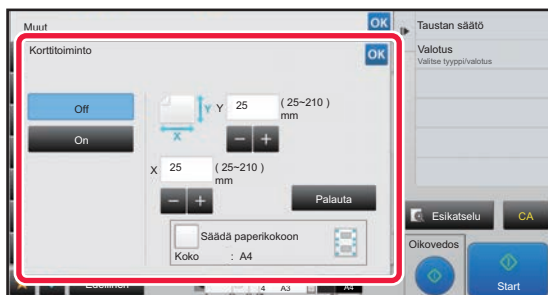 Muut
OK
Taustan säätö
Korttitoiminto
OK
Valotus
Valitse tyyppi/valotus
Off
On
Y
Y
25
( 25~210 )
mm
X
X
25
( 25~210 )
mm
Palauta
Säädä paperikokoon
Koko : A4
Esikatselu
CA
Oikovedos
Start
Edellinen
4
A3
A4